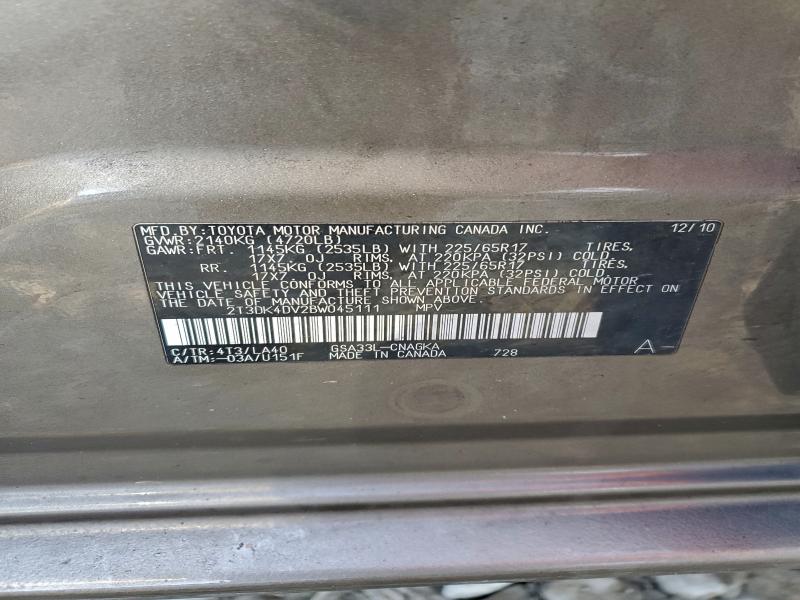 MFD.BY:TOYOTA MOTOR MANUFACTURING CANADA INC. 12/10
GVWR:2140KG (4720LB)
GAWR:FRT. 1145KG (2535LB) WITH 225/65R17 TIRES,
17X7 0J RIMS, AT 220KPA (32PSI) COLD.
RR. 1145KG (2535LB) WITH 225/65R17 TIRES,
17X7 0J RIMS, AT 220KPA (32PSI) COLD.
THIS VEHICLE CONFORMS TO ALL APPLICABLE FEDERAL MOTOR
VEHICLE SAFETY AND THEFT PREVENTION STANDARDS IN EFFECT ON
THE DATE OF MANUFACTURE SHOWN ABOVE.
2T3DK4DV2BW045111 MPV
C/TR:4T3/LA40 GSA33L-CNAGKA
A/TM:-03A/U151F MADE IN CANADA 728 A-